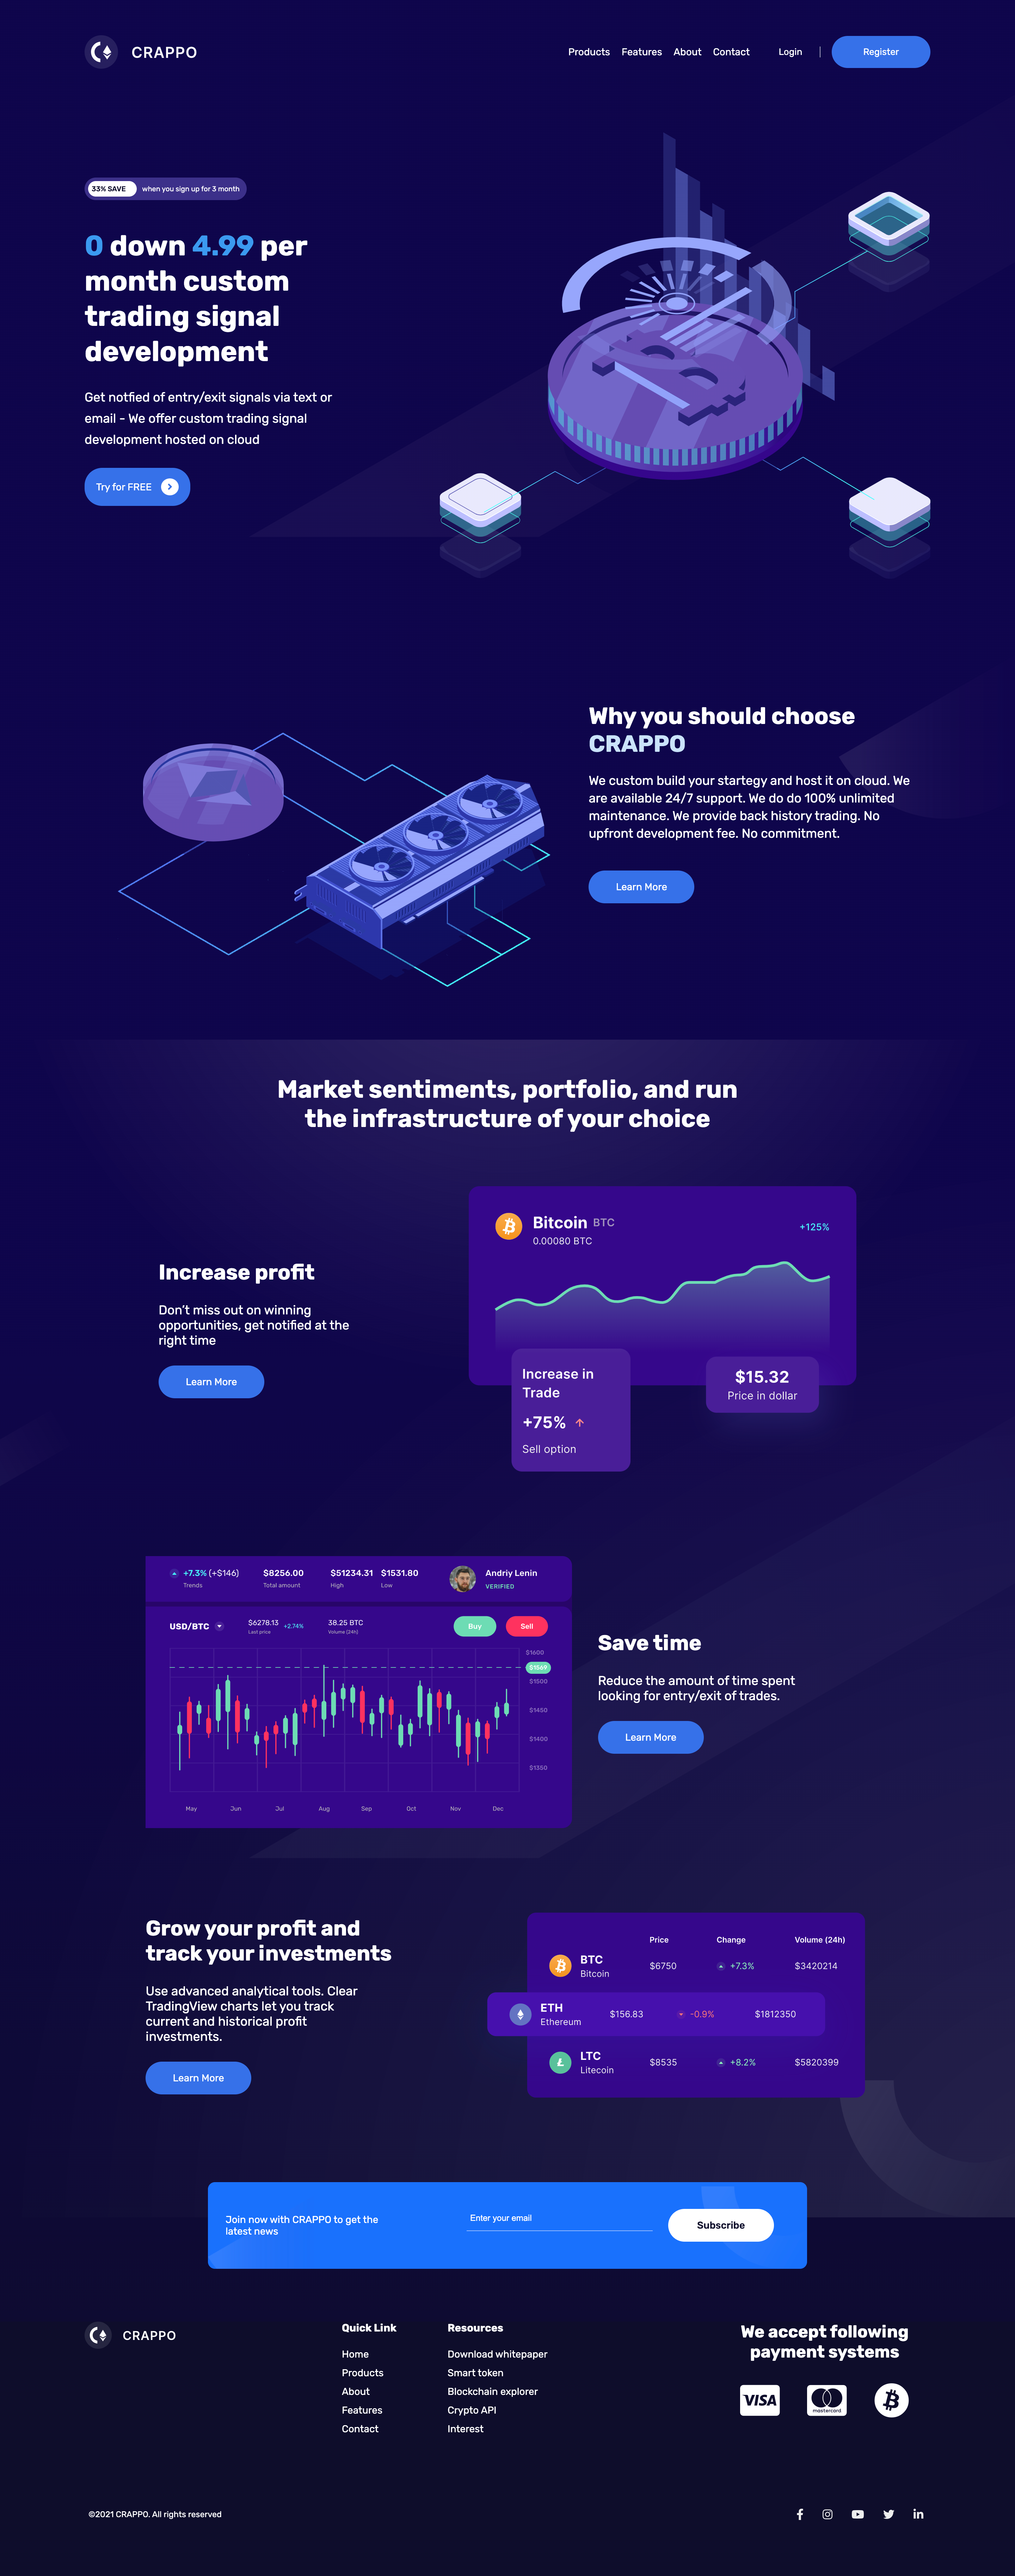 CRAPPO
Products Features About Contact Login Register
33% SAVE when you sign up for 3 month
0 down 4.99 per
month custom
trading signal
development
Get notfied of entry/exit signals via text or
email - We offer custom trading signal
development hosted on cloud
Try for FREE
Why you should choose
CRAPPO
We custom build your startegy and host it on cloud. We
are available 24/7 support. We do do 100% unlimited
maintenance. We provide back history trading. No
upfront development fee. No commitment.
Learn More
Market sentiments, portfolio, and run
the infrastructure of your choice
Increase profit
Don't miss out on winning
opportunities, get notified at the
right time
Learn More
Bitcoin BTC
0.00080 BTC
+125%
Increase in
Trade
+75%
Sell option
$15.32
Price in dollar
+7.3% (+$146) $8256.00 $51234.31 $1531.80 Andriy Lenin
Trends Total amount High Low VERIFIED
USD/BTC $6278.13 +2.74% 38.25 BTC Buy Sell
Last price Volume (24h)
$1600
$1569
$1500
$1450
$1400
$1350
May Jun Jul Aug Sep Oct Nov Dec
Save time
Reduce the amount of time spent
looking for entry/exit of trades.
Learn More
Grow your profit and
track your investments
Use advanced analytical tools. Clear
TradingView charts let you track
current and historical profit
investments.
Learn More
Price Change Volume (24h)
BTC
Bitcoin
$6750 +7.3% $3420214
ETH
Ethereum
$156.83 -0.9% $1812350
LTC
Litecoin
$8535 +8.2% $5820399
Join now with CRAPPO to get the
latest news
Enter your email
Subscribe
CRAPPO
Quick Link
Home
Products
About
Features
Contact
Resources
Download whitepaper
Smart token
Blockchain explorer
Crypto API
Interest
We accept following
payment systems
VISA
mastercard
©2021 CRAPPO. All rights reserved